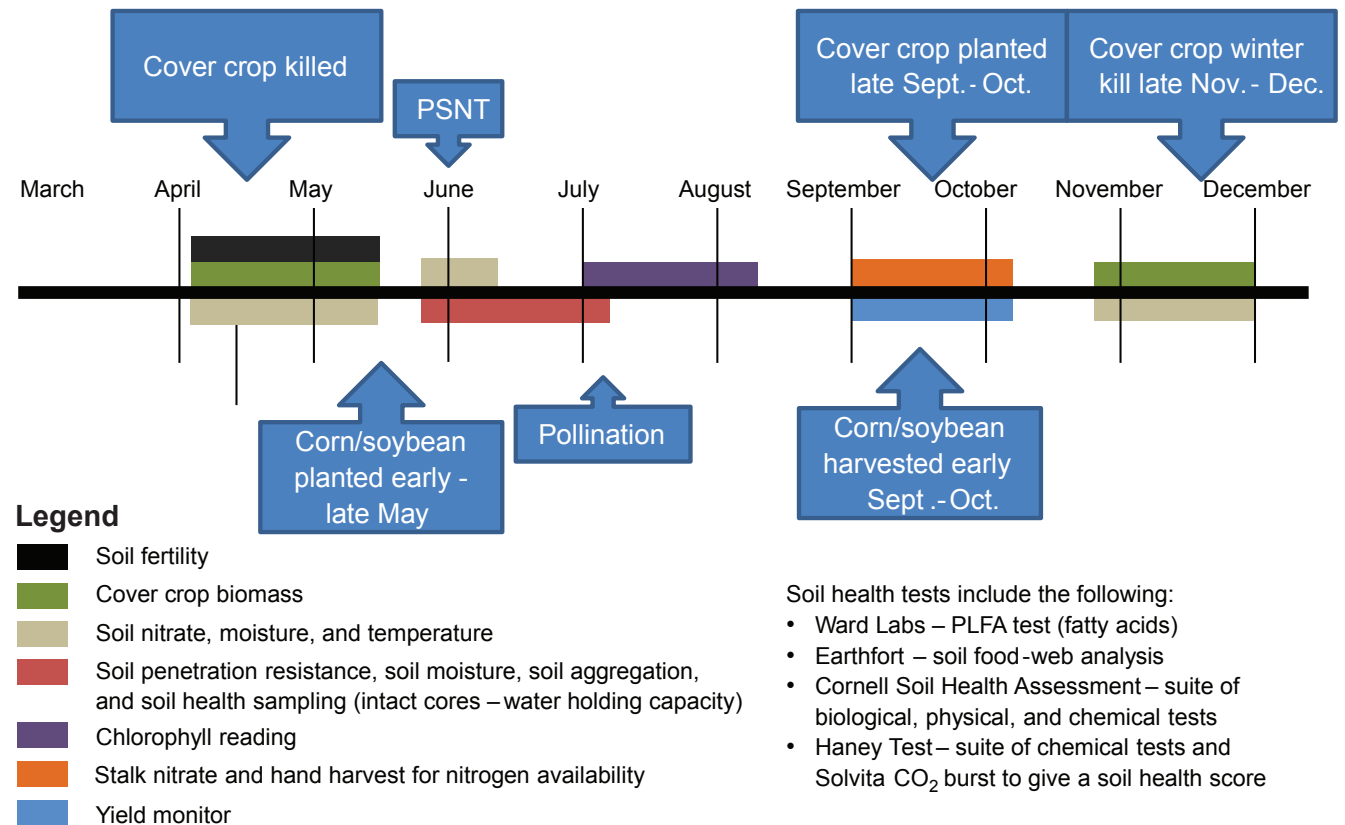 Cover crop killed
PSNT
Cover crop planted
late Sept.- Oct.
Cover crop winter
kill late Nov. - Dec.
March April May June July August September October November December
Corn/soybean
planted early -
late May
Pollination
Corn/soybean
harvested early
Sept .- Oct.
Legend
Soil fertility
Cover crop biomass
Soil nitrate, moisture, and temperature
Soil penetration resistance, soil moisture, soil aggregation,
and soil health sampling (intact cores – water holding capacity)
Chlorophyll reading
Stalk nitrate and hand harvest for nitrogen availability
Yield monitor
Soil health tests include the following:
• Ward Labs – PLFA test (fatty acids)
• Earthfort – soil food-web analysis
• Cornell Soil Health Assessment – suite of
biological, physical, and chemical tests
• Haney Test – suite of chemical tests and
Solvita CO₂ burst to give a soil health score